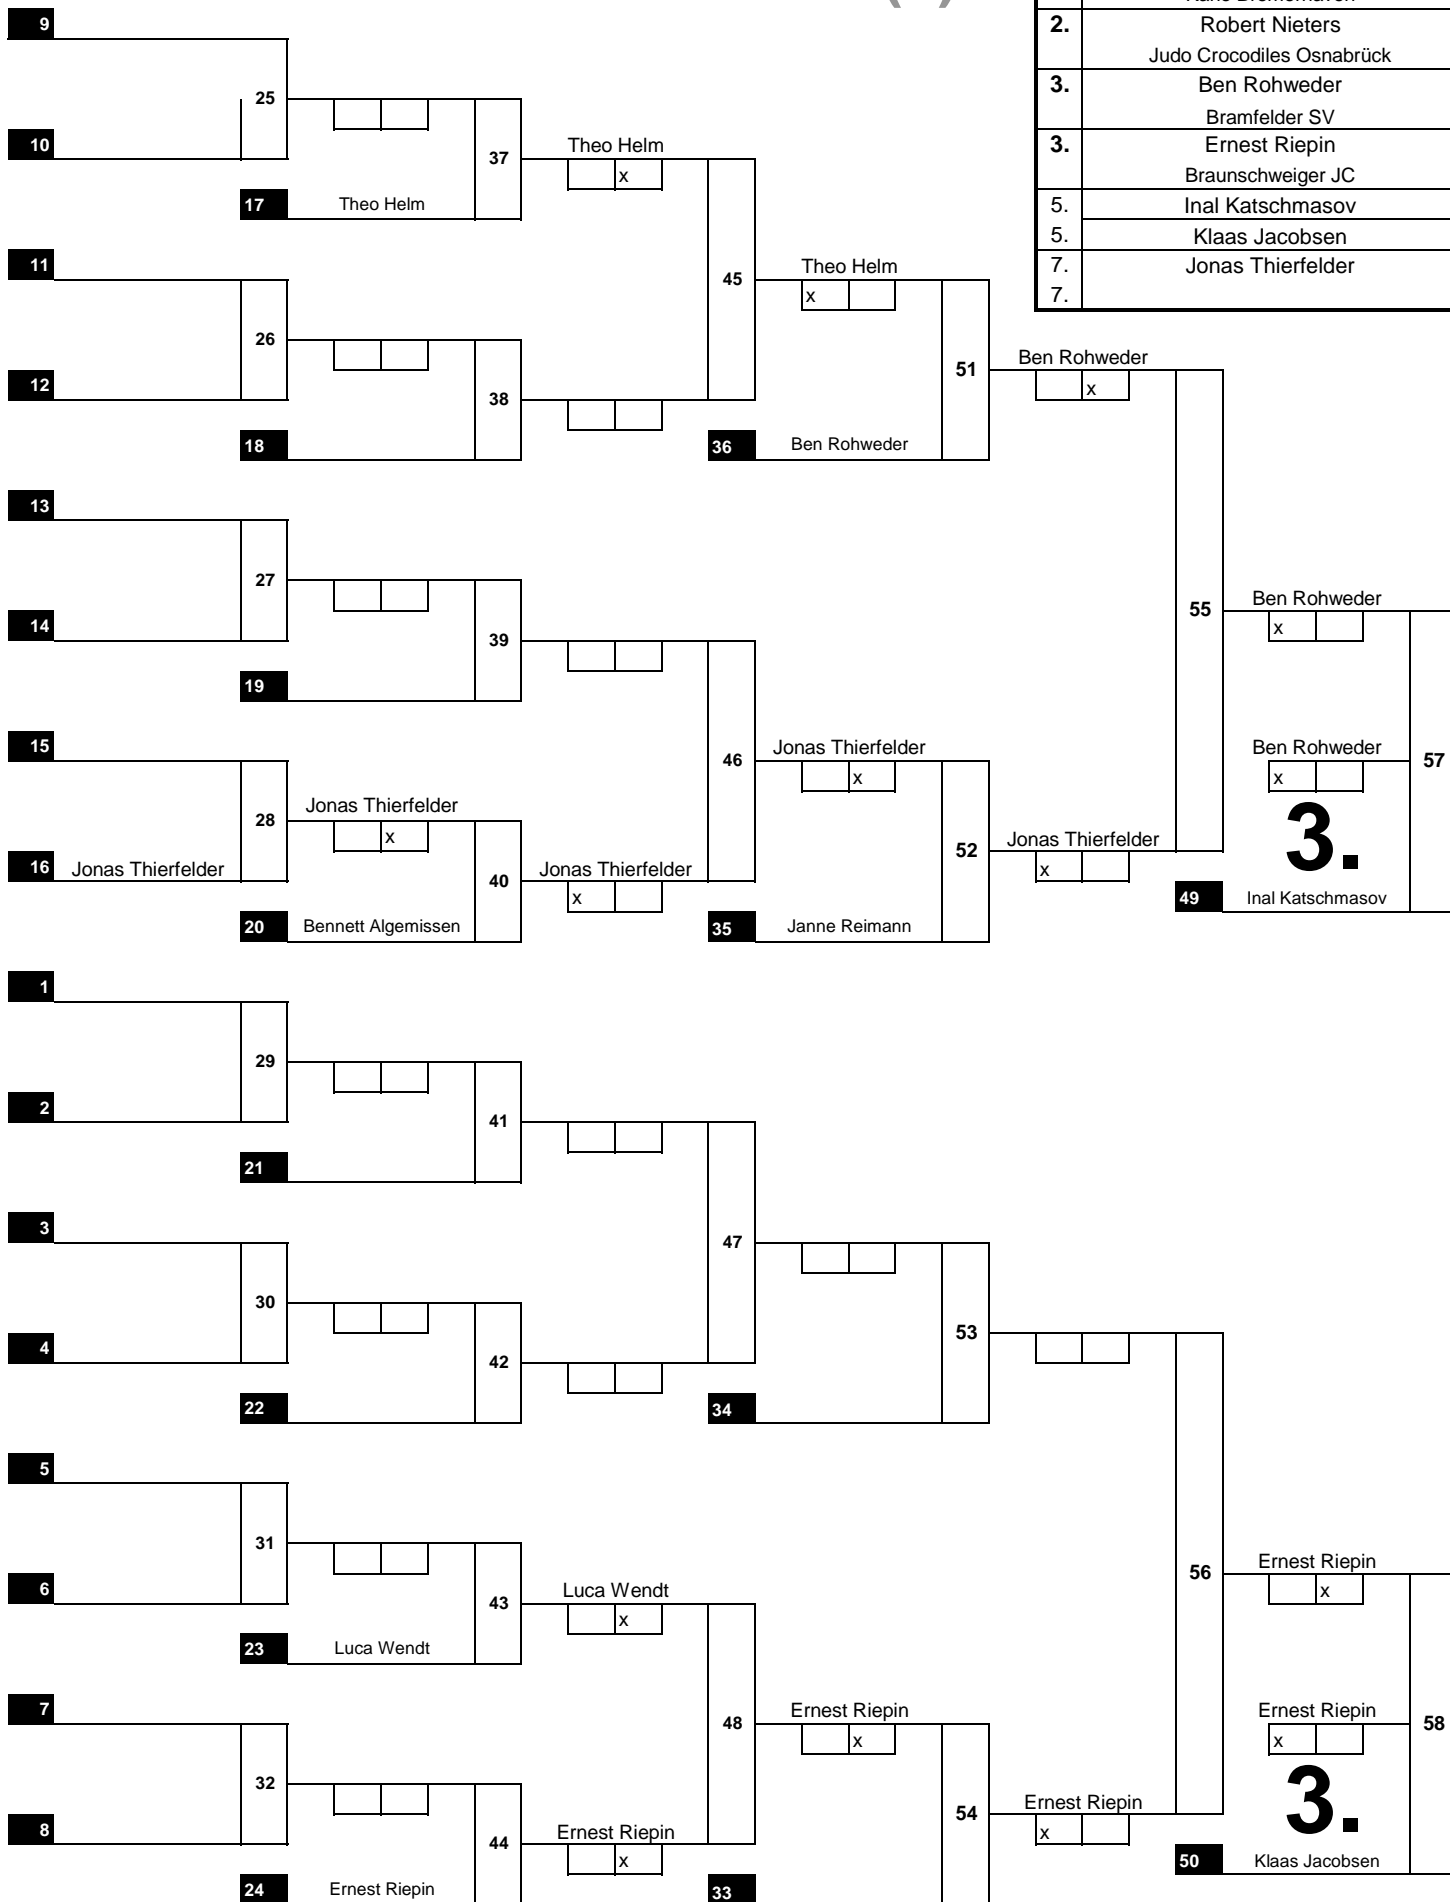 9
2.
Robert Nieters
Judo Crocodiles Osnabrück
25
3.
Ben Rohweder
Bramfelder SV
10
37
Theo Helm
x
3.
Ernest Riepin
Braunschweiger JC
17
Theo Helm
5.
Inal Katschmasov
5.
Klaas Jacobsen
11
45
Theo Helm
x
7.
Jonas Thierfelder
7.
26
51
Ben Rohweder
x
12
38
18
36
Ben Rohweder
13
27
55
Ben Rohweder
x
14
39
19
15
46
Jonas Thierfelder
x
Ben Rohweder
x
57
28
Jonas Thierfelder
x
3.
16
Jonas Thierfelder
40
Jonas Thierfelder
x
52
Jonas Thierfelder
x
49
Inal Katschmasov
20
Bennett Algemissen
35
Janne Reimann
1
29
2
41
21
3
47
30
53
4
42
22
34
5
31
56
Ernest Riepin
x
6
43
Luca Wendt
x
23
Luca Wendt
7
48
Ernest Riepin
x
Ernest Riepin
x
58
32
3.
8
44
Ernest Riepin
x
54
Ernest Riepin
x
50
Klaas Jacobsen
24
Ernest Riepin
33